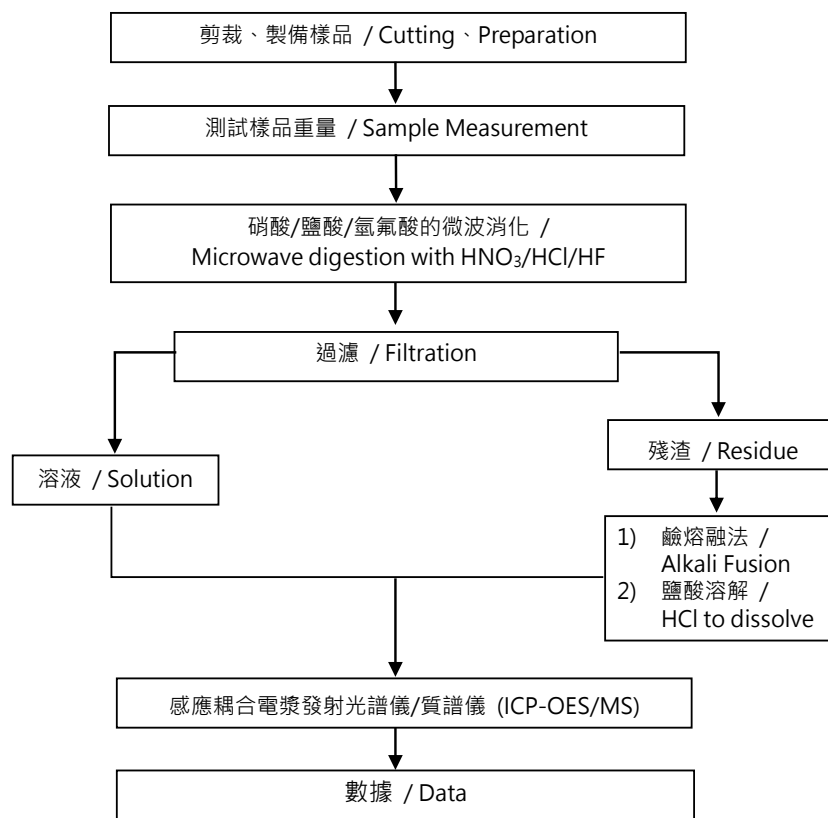 剪裁、製備樣品 / Cutting、Preparation
測試樣品重量 / Sample Measurement
硝酸/鹽酸/氫氟酸的微波消化 /
Microwave digestion with HNO₃/HCl/HF
過濾 / Filtration
溶液 / Solution
殘渣 / Residue
1) 鹼熔融法 /
Alkali Fusion
2) 鹽酸溶解 /
HCl to dissolve
感應耦合電漿發射光譜儀/質譜儀 (ICP-OES/MS)
數據 / Data